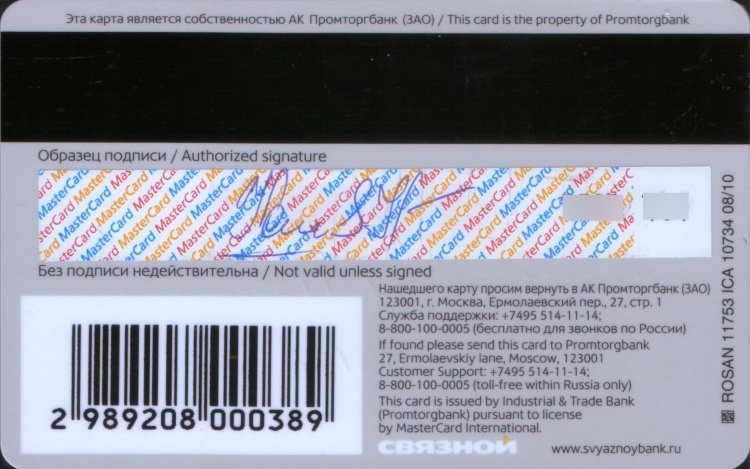 Эта карта является собственностью АК Промторгбанк (ЗАО) / This card is the property of Promtorgbank
Образец подписи / Authorized signature
MasterCard MasterCard MasterCard MasterCard MasterCard
Без подписи недействительна / Not valid unless signed
Нашедшего карту просим вернуть в АК Промторгбанк (ЗАО)
123001, г. Москва, Ермолаевский пер., 27, стр. 1
Служба поддержки: +7495 514-11-14;
8-800-100-0005 (бесплатно для звонков по России)
If found please send this card to Promtorgbank
27, Ermolaevskiy lane, Moscow, 123001
Customer Support: +7495 514-11-14;
8-800-100-0005 (toll-free within Russia only)
This card is issued by Industrial & Trade Bank
(Promtorgbank) pursuant to license
by MasterCard International.
2 989208 000389
СВЯЗНОЙ
www.svyaznoybank.ru
ROSAN 11753 ICA 10734 08/10